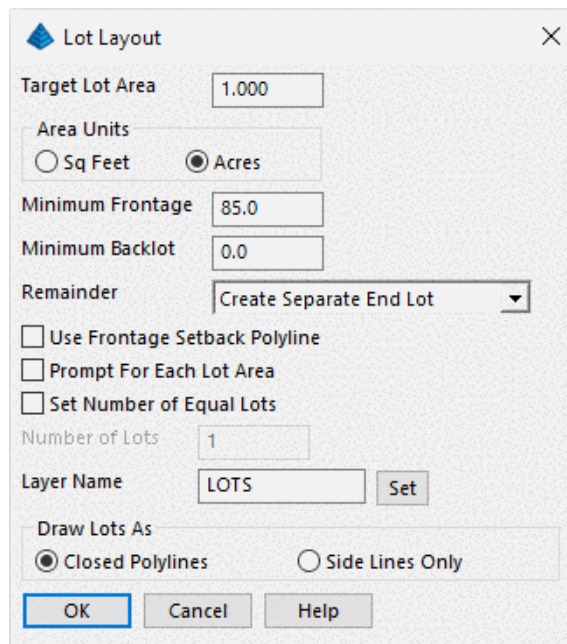 Lot Layout
Target Lot Area 1.000
Area Units
Sq Feet Acres
Minimum Frontage 85.0
Minimum Backlot 0.0
Remainder Create Separate End Lot
Use Frontage Setback Polyline
Prompt For Each Lot Area
Set Number of Equal Lots
Number of Lots 1
Layer Name LOTS Set
Draw Lots As
Closed Polylines Side Lines Only
OK Cancel Help